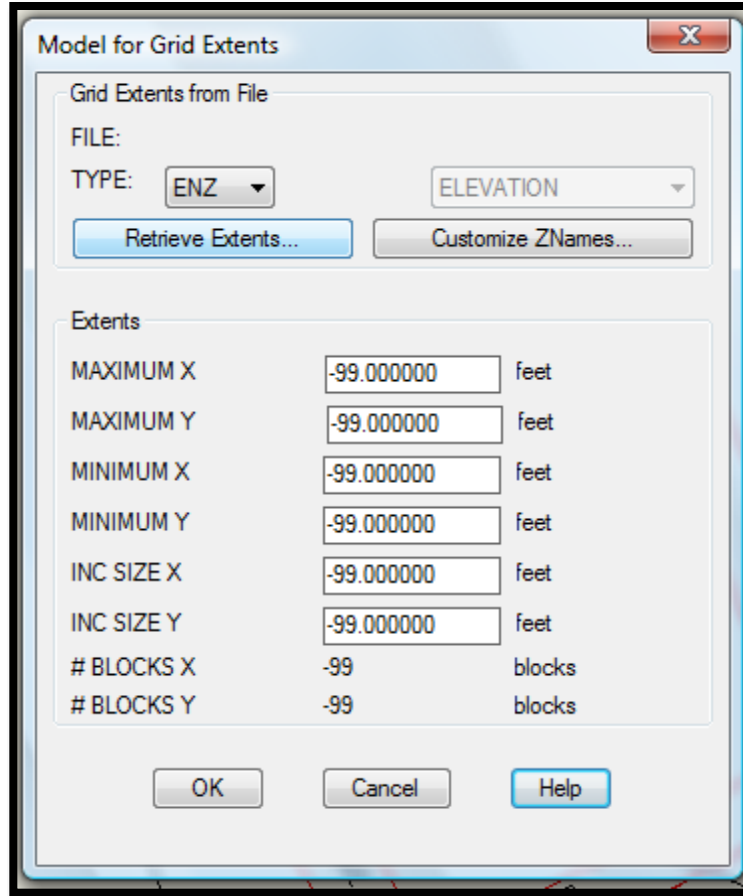 Model for Grid Extents
Grid Extents from File
FILE:
TYPE: ENZ ELEVATION
Retrieve Extents... Customize ZNames...
Extents
MAXIMUM X -99.000000 feet
MAXIMUM Y -99.000000 feet
MINIMUM X -99.000000 feet
MINIMUM Y -99.000000 feet
INC SIZE X -99.000000 feet
INC SIZE Y -99.000000 feet
# BLOCKS X -99 blocks
# BLOCKS Y -99 blocks
OK Cancel Help